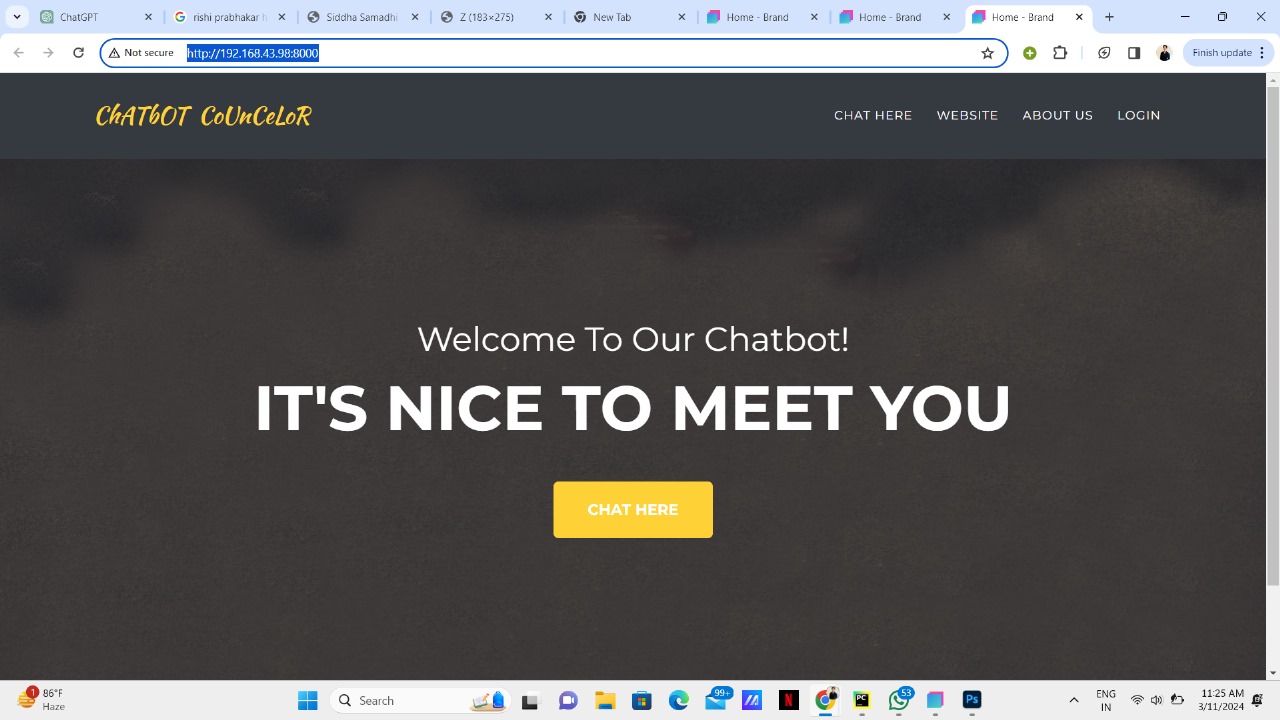 ChatGPT
rishi prabhakar
Siddha Samadhi
Z (183×275)
New Tab
Home - Brand
Home - Brand
Home - Brand
Not secure
http://192.168.43.98:8000
Finish update
ChATbOT CoUnCeLoR
CHAT HERE
WEBSITE
ABOUT US
LOGIN
Welcome To Our Chatbot!
IT'S NICE TO MEET YOU
CHAT HERE
1
86°F
Haze
Search
99+
N
PC
53
Ps
ENG
IN
11:25 AM
3/11/2024